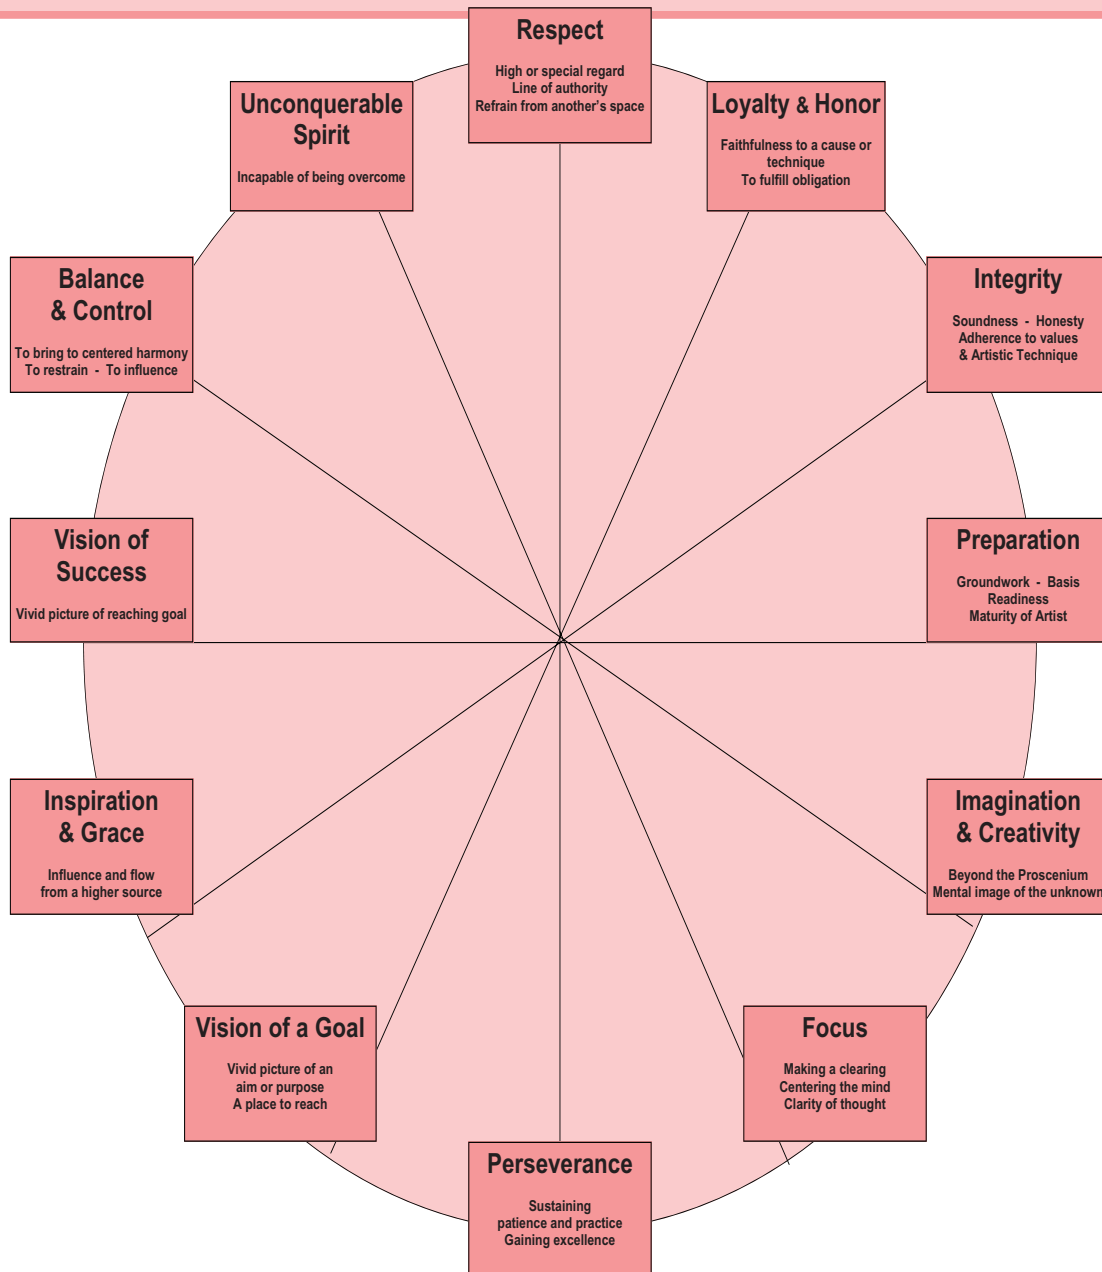 Respect
High or special regard
Line of authority
Refrain from another's space
Loyalty & Honor
Faithfulness to a cause or
technique
To fulfill obligation
Integrity
Soundness - Honesty
Adherence to values
& Artistic Technique
Preparation
Groundwork - Basis
Readiness
Maturity of Artist
Imagination
& Creativity
Beyond the Proscenium
Mental image of the unknown
Focus
Making a clearing
Centering the mind
Clarity of thought
Perseverance
Sustaining
patience and practice
Gaining excellence
Vision of a Goal
Vivid picture of an
aim or purpose
A place to reach
Inspiration
& Grace
Influence and flow
from a higher source
Vision of
Success
Vivid picture of reaching goal
Balance
& Control
To bring to centered harmony
To restrain - To influence
Unconquerable
Spirit
Incapable of being overcome